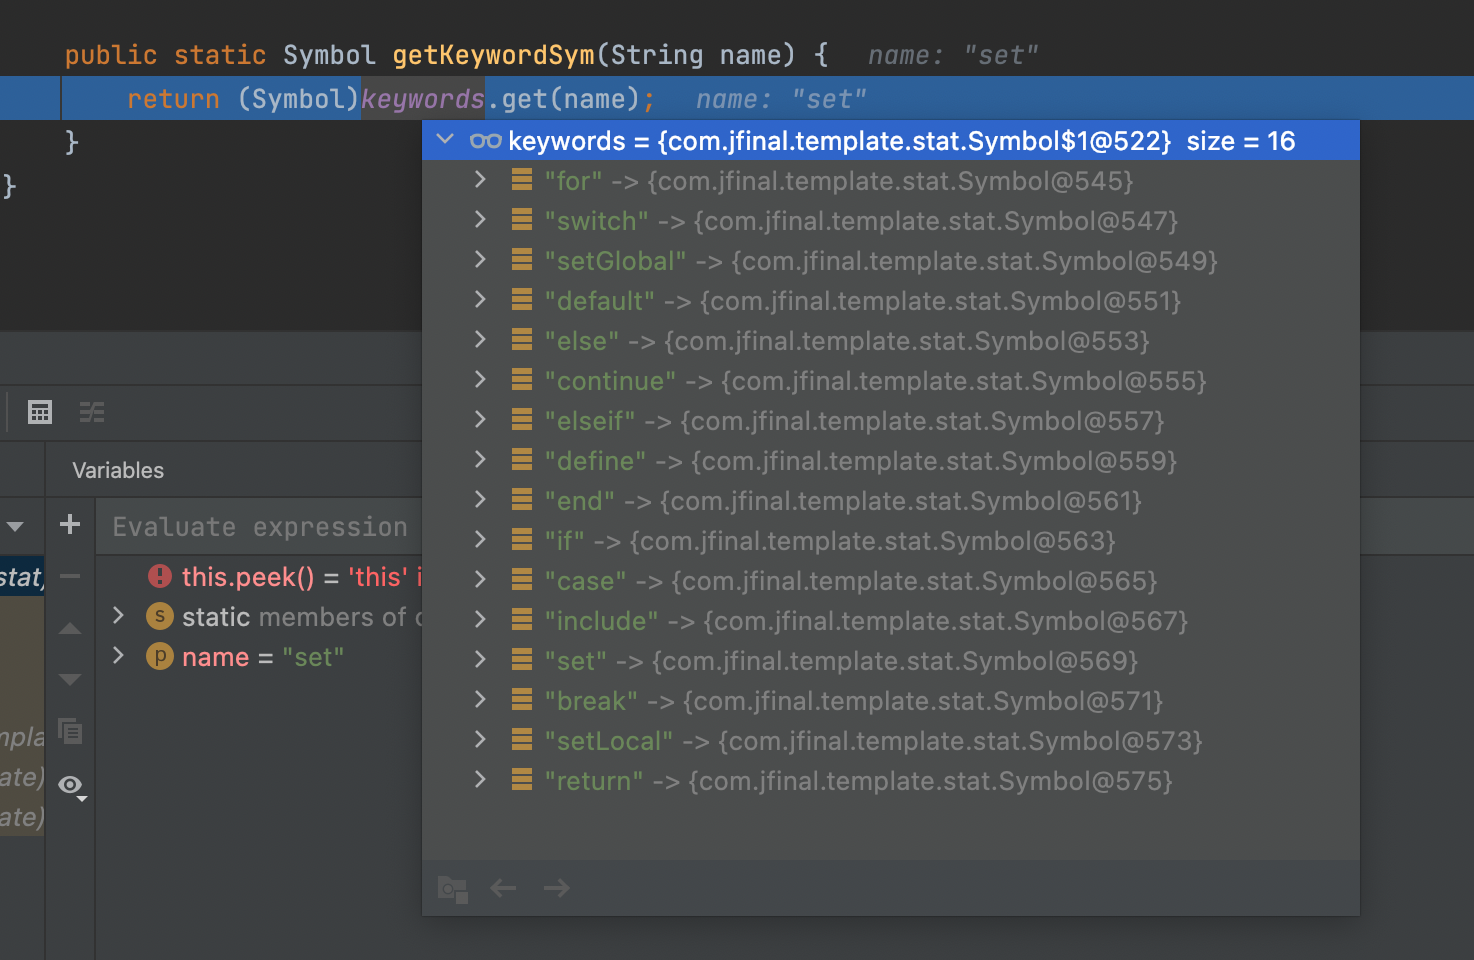 public static Symbol getKeywordSym(String name) {  name: "set"
return (Symbol)keywords.get(name);  name: "set"
}
}
keywords = {com.jfinal.template.stat.Symbol$1@522} size = 16
"for" -> {com.jfinal.template.stat.Symbol@545}
"switch" -> {com.jfinal.template.stat.Symbol@547}
"setGlobal" -> {com.jfinal.template.stat.Symbol@549}
"default" -> {com.jfinal.template.stat.Symbol@551}
"else" -> {com.jfinal.template.stat.Symbol@553}
"continue" -> {com.jfinal.template.stat.Symbol@555}
"elseif" -> {com.jfinal.template.stat.Symbol@557}
"define" -> {com.jfinal.template.stat.Symbol@559}
"end" -> {com.jfinal.template.stat.Symbol@561}
"if" -> {com.jfinal.template.stat.Symbol@563}
"case" -> {com.jfinal.template.stat.Symbol@565}
"include" -> {com.jfinal.template.stat.Symbol@567}
"set" -> {com.jfinal.template.stat.Symbol@569}
"break" -> {com.jfinal.template.stat.Symbol@571}
"setLocal" -> {com.jfinal.template.stat.Symbol@573}
"return" -> {com.jfinal.template.stat.Symbol@575}
Variables
Evaluate expression
this.peek() = 'this' i
static members of c
name = "set"
stat,
mpla
ate)
ate)